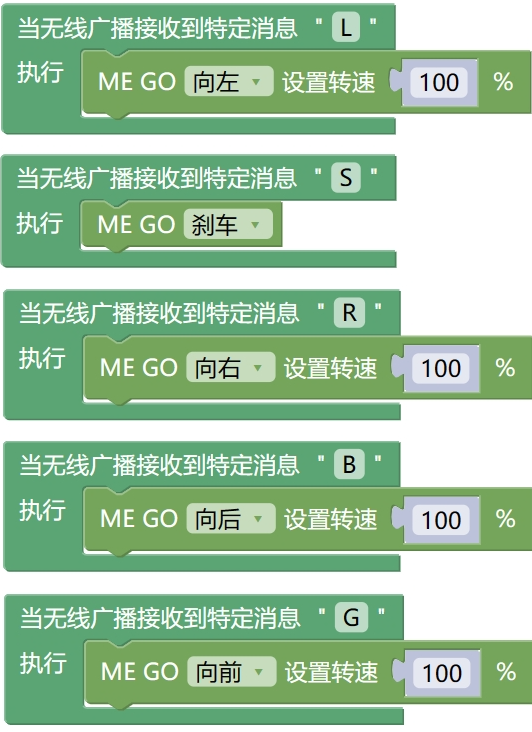 当无线广播接收到特定消息 " L "
执行 ME GO 向左 设置转速 100 %
当无线广播接收到特定消息 " S "
执行 ME GO 刹车
当无线广播接收到特定消息 " R "
执行 ME GO 向右 设置转速 100 %
当无线广播接收到特定消息 " B "
执行 ME GO 向后 设置转速 100 %
当无线广播接收到特定消息 " G "
执行 ME GO 向前 设置转速 100 %